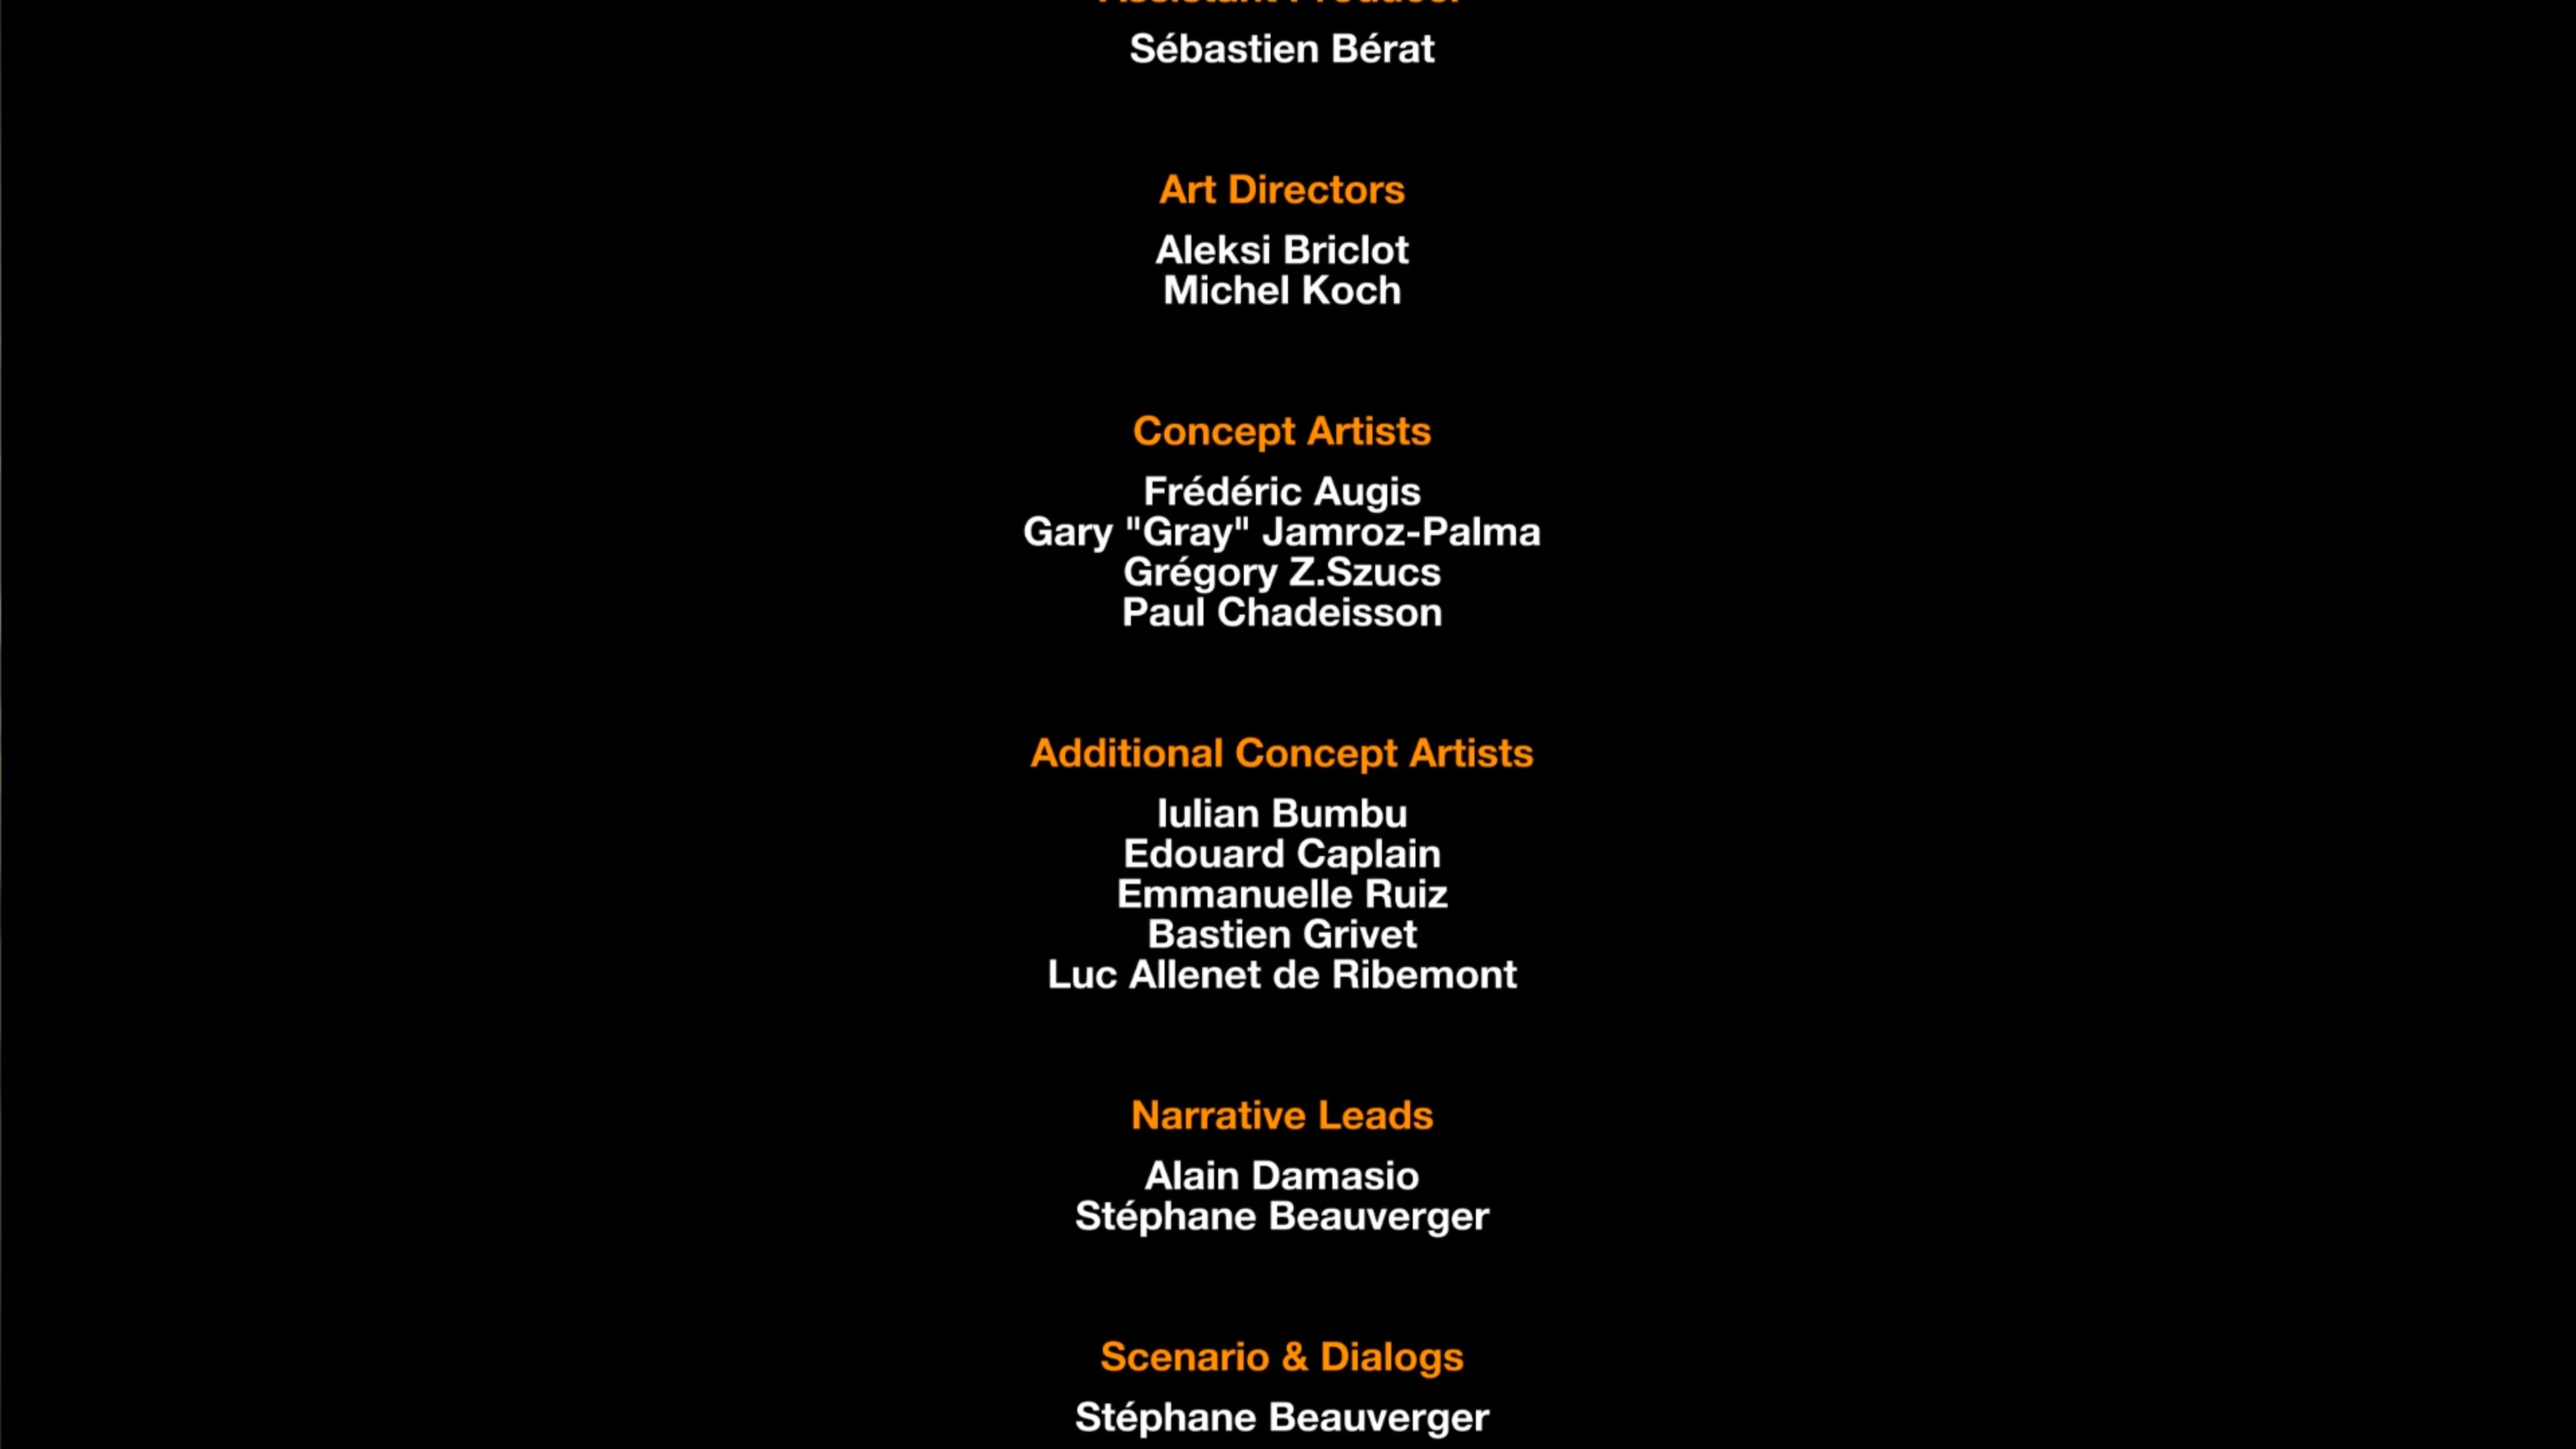 Assistant Producer
Sébastien Bérat
Art Directors
Aleksi Briclot
Michel Koch
Concept Artists
Frédéric Augis
Gary "Gray" Jamroz-Palma
Grégory Z.Szucs
Paul Chadeisson
Additional Concept Artists
Iulian Bumbu
Edouard Caplain
Emmanuelle Ruiz
Bastien Grivet
Luc Allenet de Ribemont
Narrative Leads
Alain Damasio
Stéphane Beauverger
Scenario & Dialogs
Stéphane Beauverger